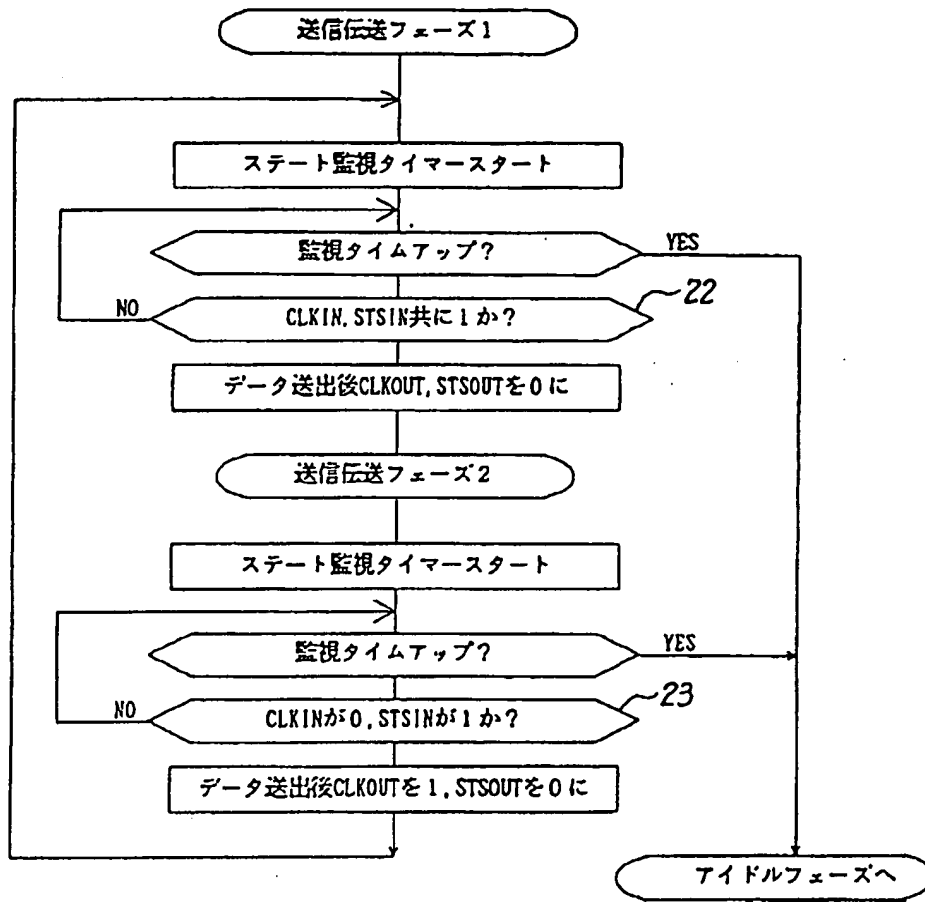 送信伝送フェーズ1
ステート監視タイマースタート
監視タイムアップ?
YES
22
NO
CLKIN,STSIN共に1か?
データ送出後CLKOUT,STSOUTを0に
送信伝送フェーズ2
ステート監視タイマースタート
監視タイムアップ?
YES
23
NO
CLKINが0,STSINが1か?
データ送出後CLKOUTを1,STSOUTを0に
アイドルフェーズへ